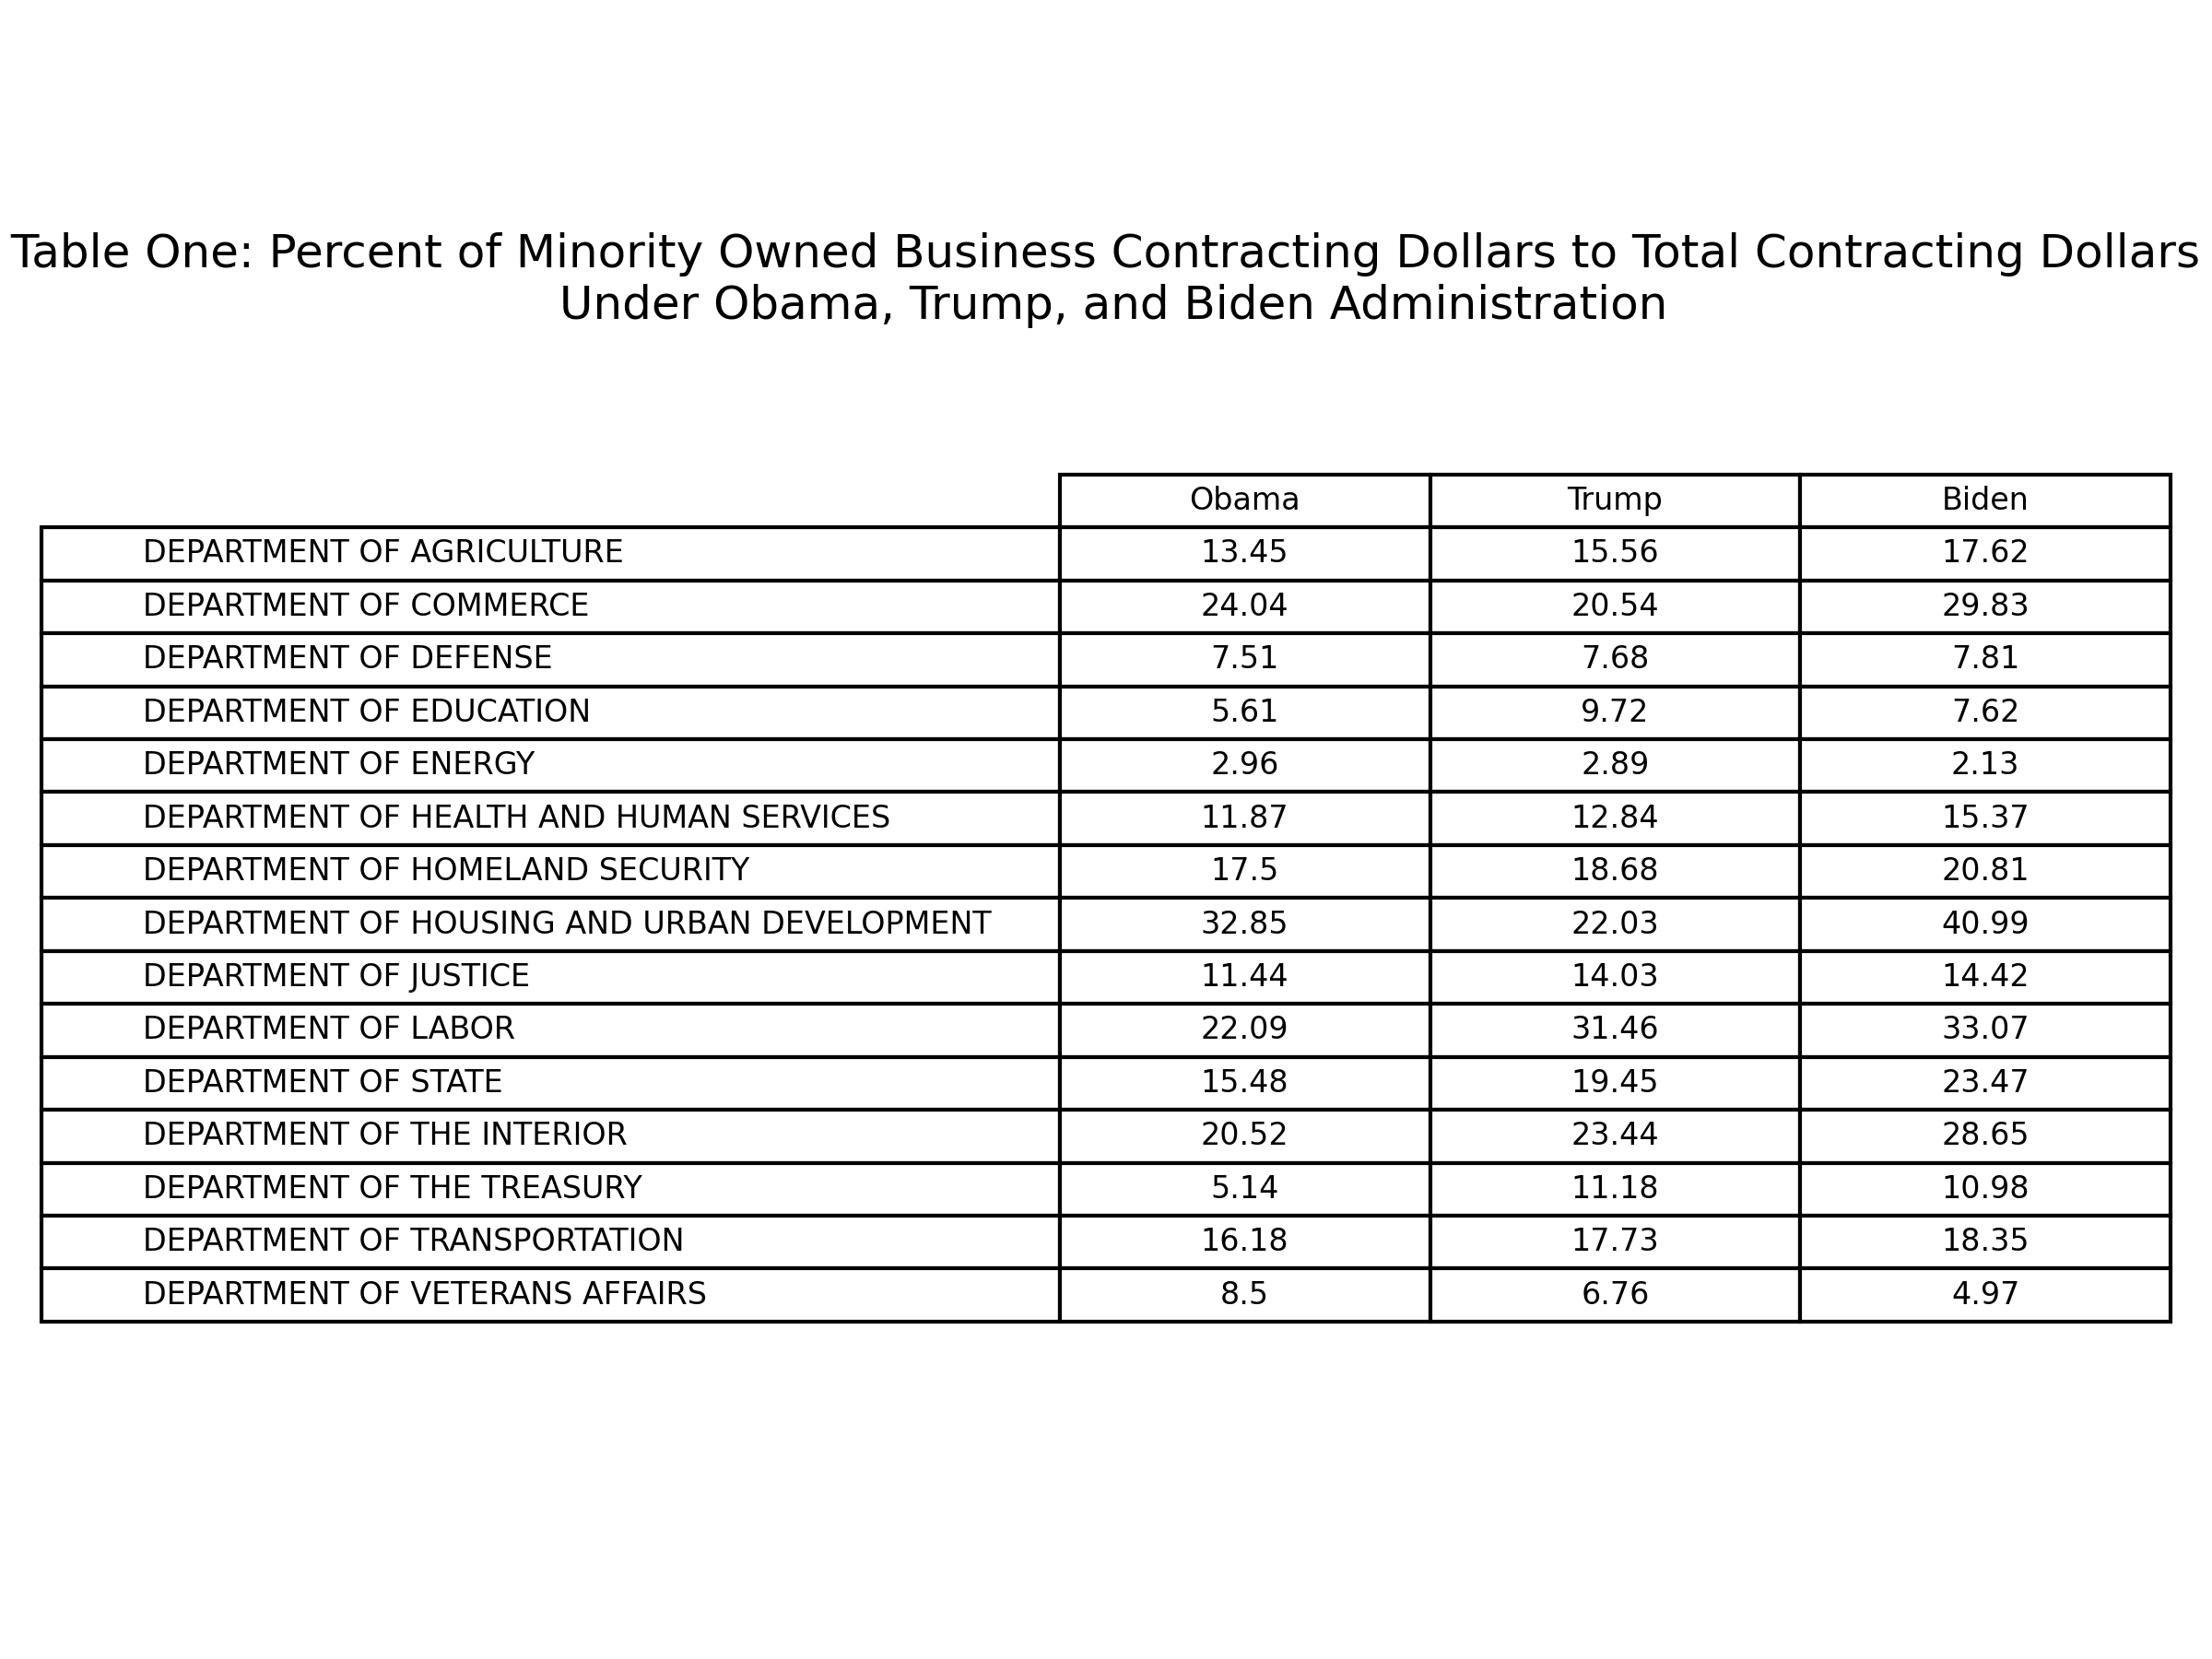 Table One: Percent of Minority Owned Business Contracting Dollars to Total Contracting Dollars
Under Obama, Trump, and Biden Administration
Obama Trump Biden
DEPARTMENT OF AGRICULTURE 13.45 15.56 17.62
DEPARTMENT OF COMMERCE 24.04 20.54 29.83
DEPARTMENT OF DEFENSE 7.51 7.68 7.81
DEPARTMENT OF EDUCATION 5.61 9.72 7.62
DEPARTMENT OF ENERGY 2.96 2.89 2.13
DEPARTMENT OF HEALTH AND HUMAN SERVICES 11.87 12.84 15.37
DEPARTMENT OF HOMELAND SECURITY 17.5 18.68 20.81
DEPARTMENT OF HOUSING AND URBAN DEVELOPMENT 32.85 22.03 40.99
DEPARTMENT OF JUSTICE 11.44 14.03 14.42
DEPARTMENT OF LABOR 22.09 31.46 33.07
DEPARTMENT OF STATE 15.48 19.45 23.47
DEPARTMENT OF THE INTERIOR 20.52 23.44 28.65
DEPARTMENT OF THE TREASURY 5.14 11.18 10.98
DEPARTMENT OF TRANSPORTATION 16.18 17.73 18.35
DEPARTMENT OF VETERANS AFFAIRS 8.5 6.76 4.97